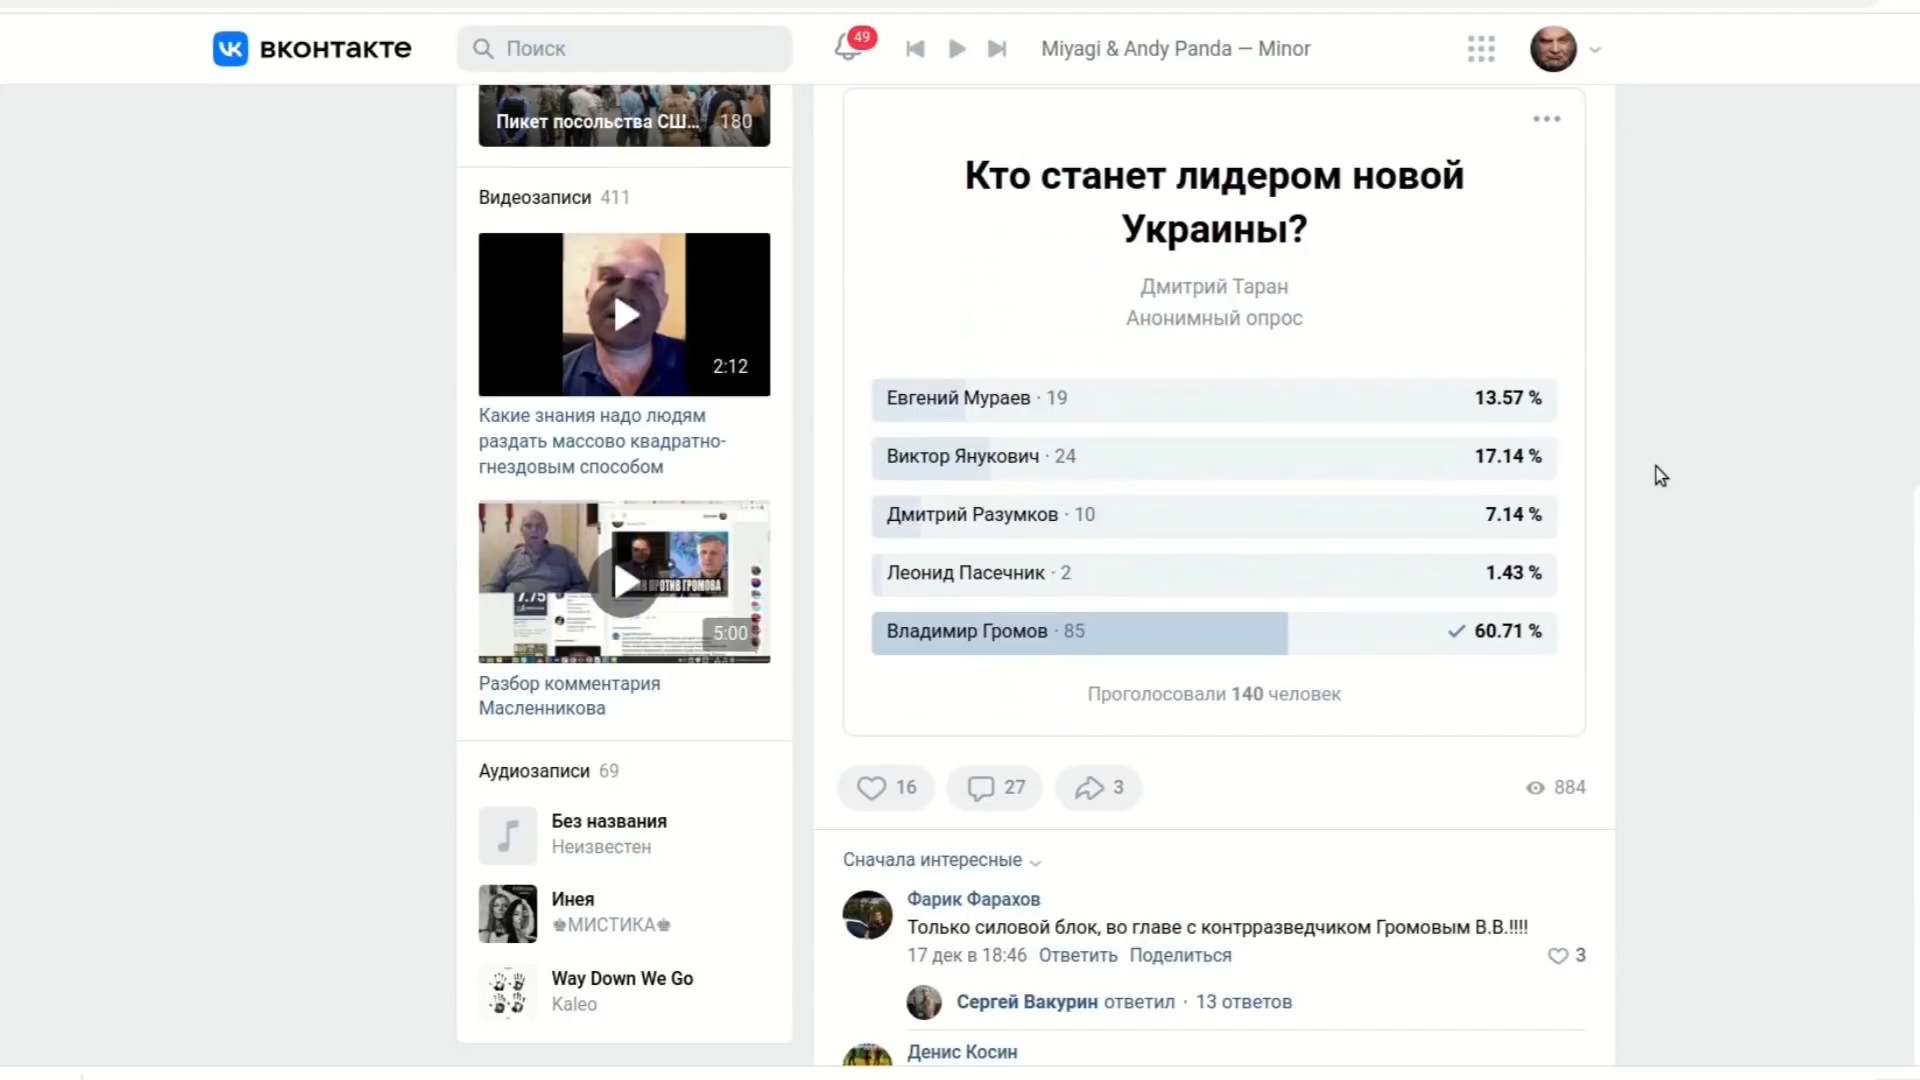 вконтакте
Поиск
49
Miyagi & Andy Panda — Minor
Пикет посольства СШ... 180
Видеозаписи 411
2:12
Какие знания надо людям
раздать массово квадратно-
гнездовым способом
Н ПРОТИВ ГРОМОВА
7.75
5:00
Разбор комментария
Масленникова
Аудиозаписи 69
Без названия
Неизвестен
Инея
♚МИСТИКА♚
Way Down We Go
Kaleo
Кто станет лидером новой
Украины?
Дмитрий Таран
Анонимный опрос
Евгений Мураев · 19 13.57 %
Виктор Янукович · 24 17.14 %
Дмитрий Разумков · 10 7.14 %
Леонид Пасечник · 2 1.43 %
Владимир Громов · 85 60.71 %
Проголосовали 140 человек
16 27 3 884
Сначала интересные
Фарик Фарахов
Только силовой блок, во главе с контрразведчиком Громовым В.В.!!!!
17 дек в 18:46 Ответить Поделиться 3
Сергей Вакурин ответил · 13 ответов
Денис Косин